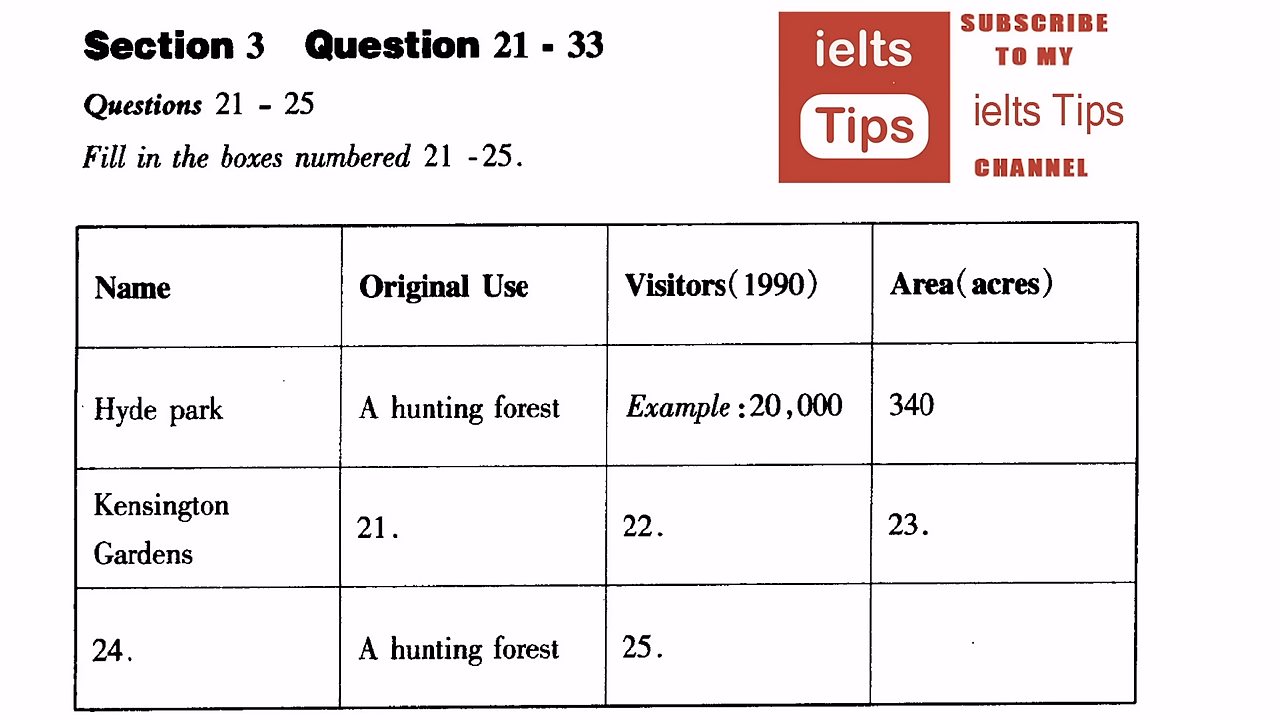 Section 3 Question 21 - 33
Questions 21 - 25
Fill in the boxes numbered 21 -25.
ielts
Tips
SUBSCRIBE
TO MY
ielts Tips
CHANNEL
Name Original Use Visitors(1990) Area(acres)
Hyde park A hunting forest Example:20,000 340
Kensington
Gardens
21. 22. 23.
24. A hunting forest 25.